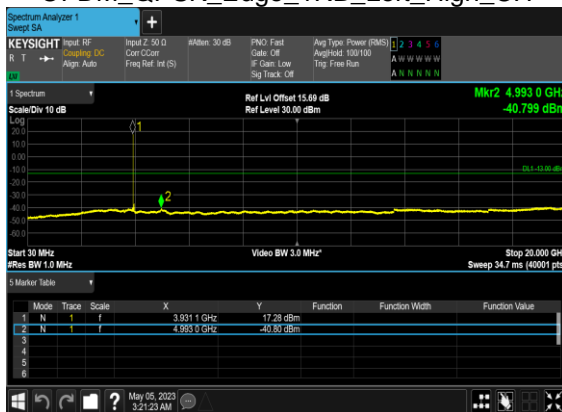 Spectrum Analyzer 1
Swept SA
+
KEYSIGHT Input: RF Input Z: 50 Ω #Atten: 30 dB PNO: Fast Avg Type: Power (RMS) 1 2 3 4 5 6
R T Coupling: DC Corr CCorr Gate: Off Avg|Hold: 100/100 A W W W W W
Align: Auto Freq Ref: Int (S) IF Gain: Low Trig: Free Run
Sig Track: Off A N N N N N
1 Spectrum Ref Lvl Offset 15.69 dB Mkr2 4.993 0 GHz
Scale/Div 10 dB Ref Level 30.00 dBm -40.799 dBm
Log
20.0
10.0
0.00
-10.0
-20.0
-30.0
-40.0
-50.0
-60.0
1
2
DL1 -13.00 dBm
Start 30 MHz Video BW 3.0 MHz* Stop 20.000 GHz
#Res BW 1.0 MHz Sweep 34.7 ms (40001 pts)
5 Marker Table
Mode Trace Scale X Y Function Function Width Function Value
1 N 1 f 3.931 1 GHz 17.28 dBm
2 N 1 f 4.993 0 GHz -40.80 dBm
3
4
5
6
? May 05, 2023
3:21:23 AM